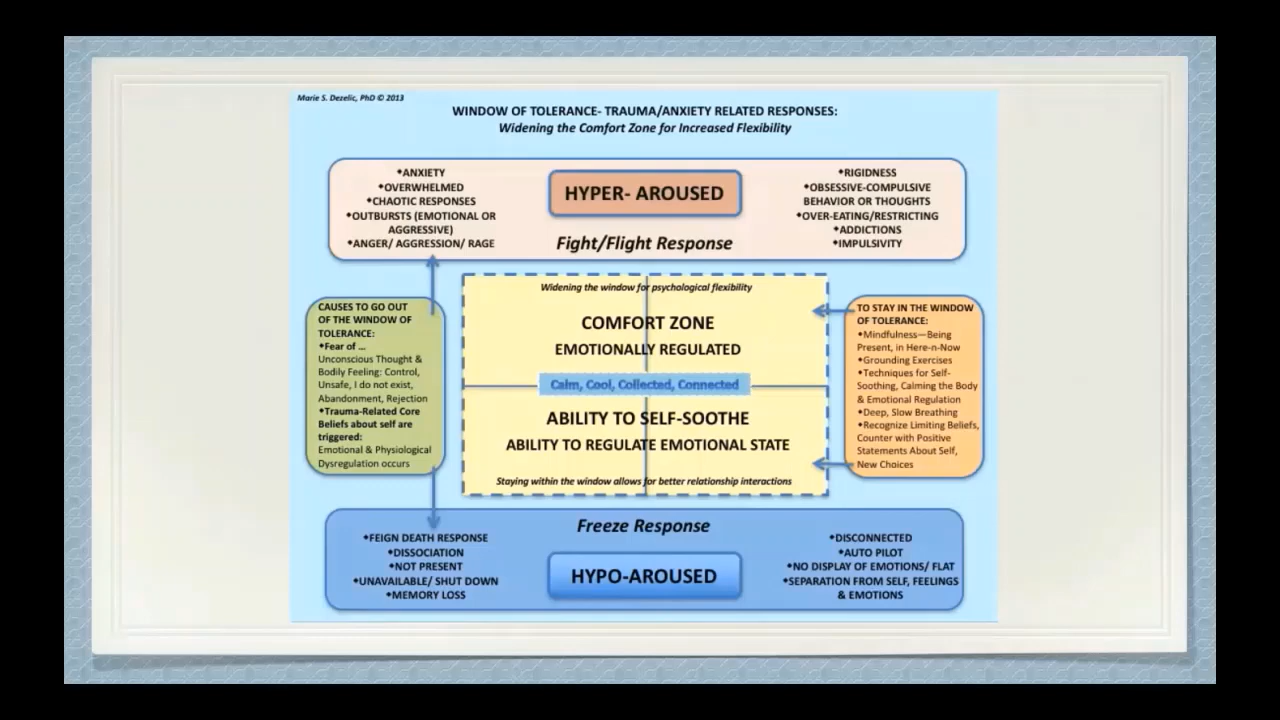 Marie S. Dezelic, PhD © 2013
WINDOW OF TOLERANCE- TRAUMA/ANXIETY RELATED RESPONSES:
Widening the Comfort Zone for Increased Flexibility
•ANXIETY
•OVERWHELMED
•CHAOTIC RESPONSES
•OUTBURSTS (EMOTIONAL OR
AGGRESSIVE)
•ANGER/ AGGRESSION/ RAGE
HYPER- AROUSED
Fight/Flight Response
•RIGIDNESS
•OBSESSIVE-COMPULSIVE
BEHAVIOR OR THOUGHTS
•OVER-EATING/RESTRICTING
•ADDICTIONS
•IMPULSIVITY
CAUSES TO GO OUT
OF THE WINDOW OF
TOLERANCE:
•Fear of …
Unconscious Thought &
Bodily Feeling: Control,
Unsafe, I do not exist,
Abandonment, Rejection
•Trauma-Related Core
Beliefs about self are
triggered:
Emotional & Physiological
Dysregulation occurs
Widening the window for psychological flexibility
COMFORT ZONE
EMOTIONALLY REGULATED
Calm, Cool, Collected, Connected
ABILITY TO SELF-SOOTHE
ABILITY TO REGULATE EMOTIONAL STATE
Staying within the window allows for better relationship interactions
TO STAY IN THE WINDOW
OF TOLERANCE:
•Mindfulness—Being
Present, in Here-n-Now
•Grounding Exercises
•Techniques for Self-
Soothing, Calming the Body
& Emotional Regulation
•Deep, Slow Breathing
•Recognize Limiting Beliefs,
Counter with Positive
Statements About Self,
New Choices
•FEIGN DEATH RESPONSE
•DISSOCIATION
•NOT PRESENT
•UNAVAILABLE/ SHUT DOWN
•MEMORY LOSS
Freeze Response
HYPO-AROUSED
•DISCONNECTED
•AUTO PILOT
•NO DISPLAY OF EMOTIONS/ FLAT
•SEPARATION FROM SELF, FEELINGS
& EMOTIONS